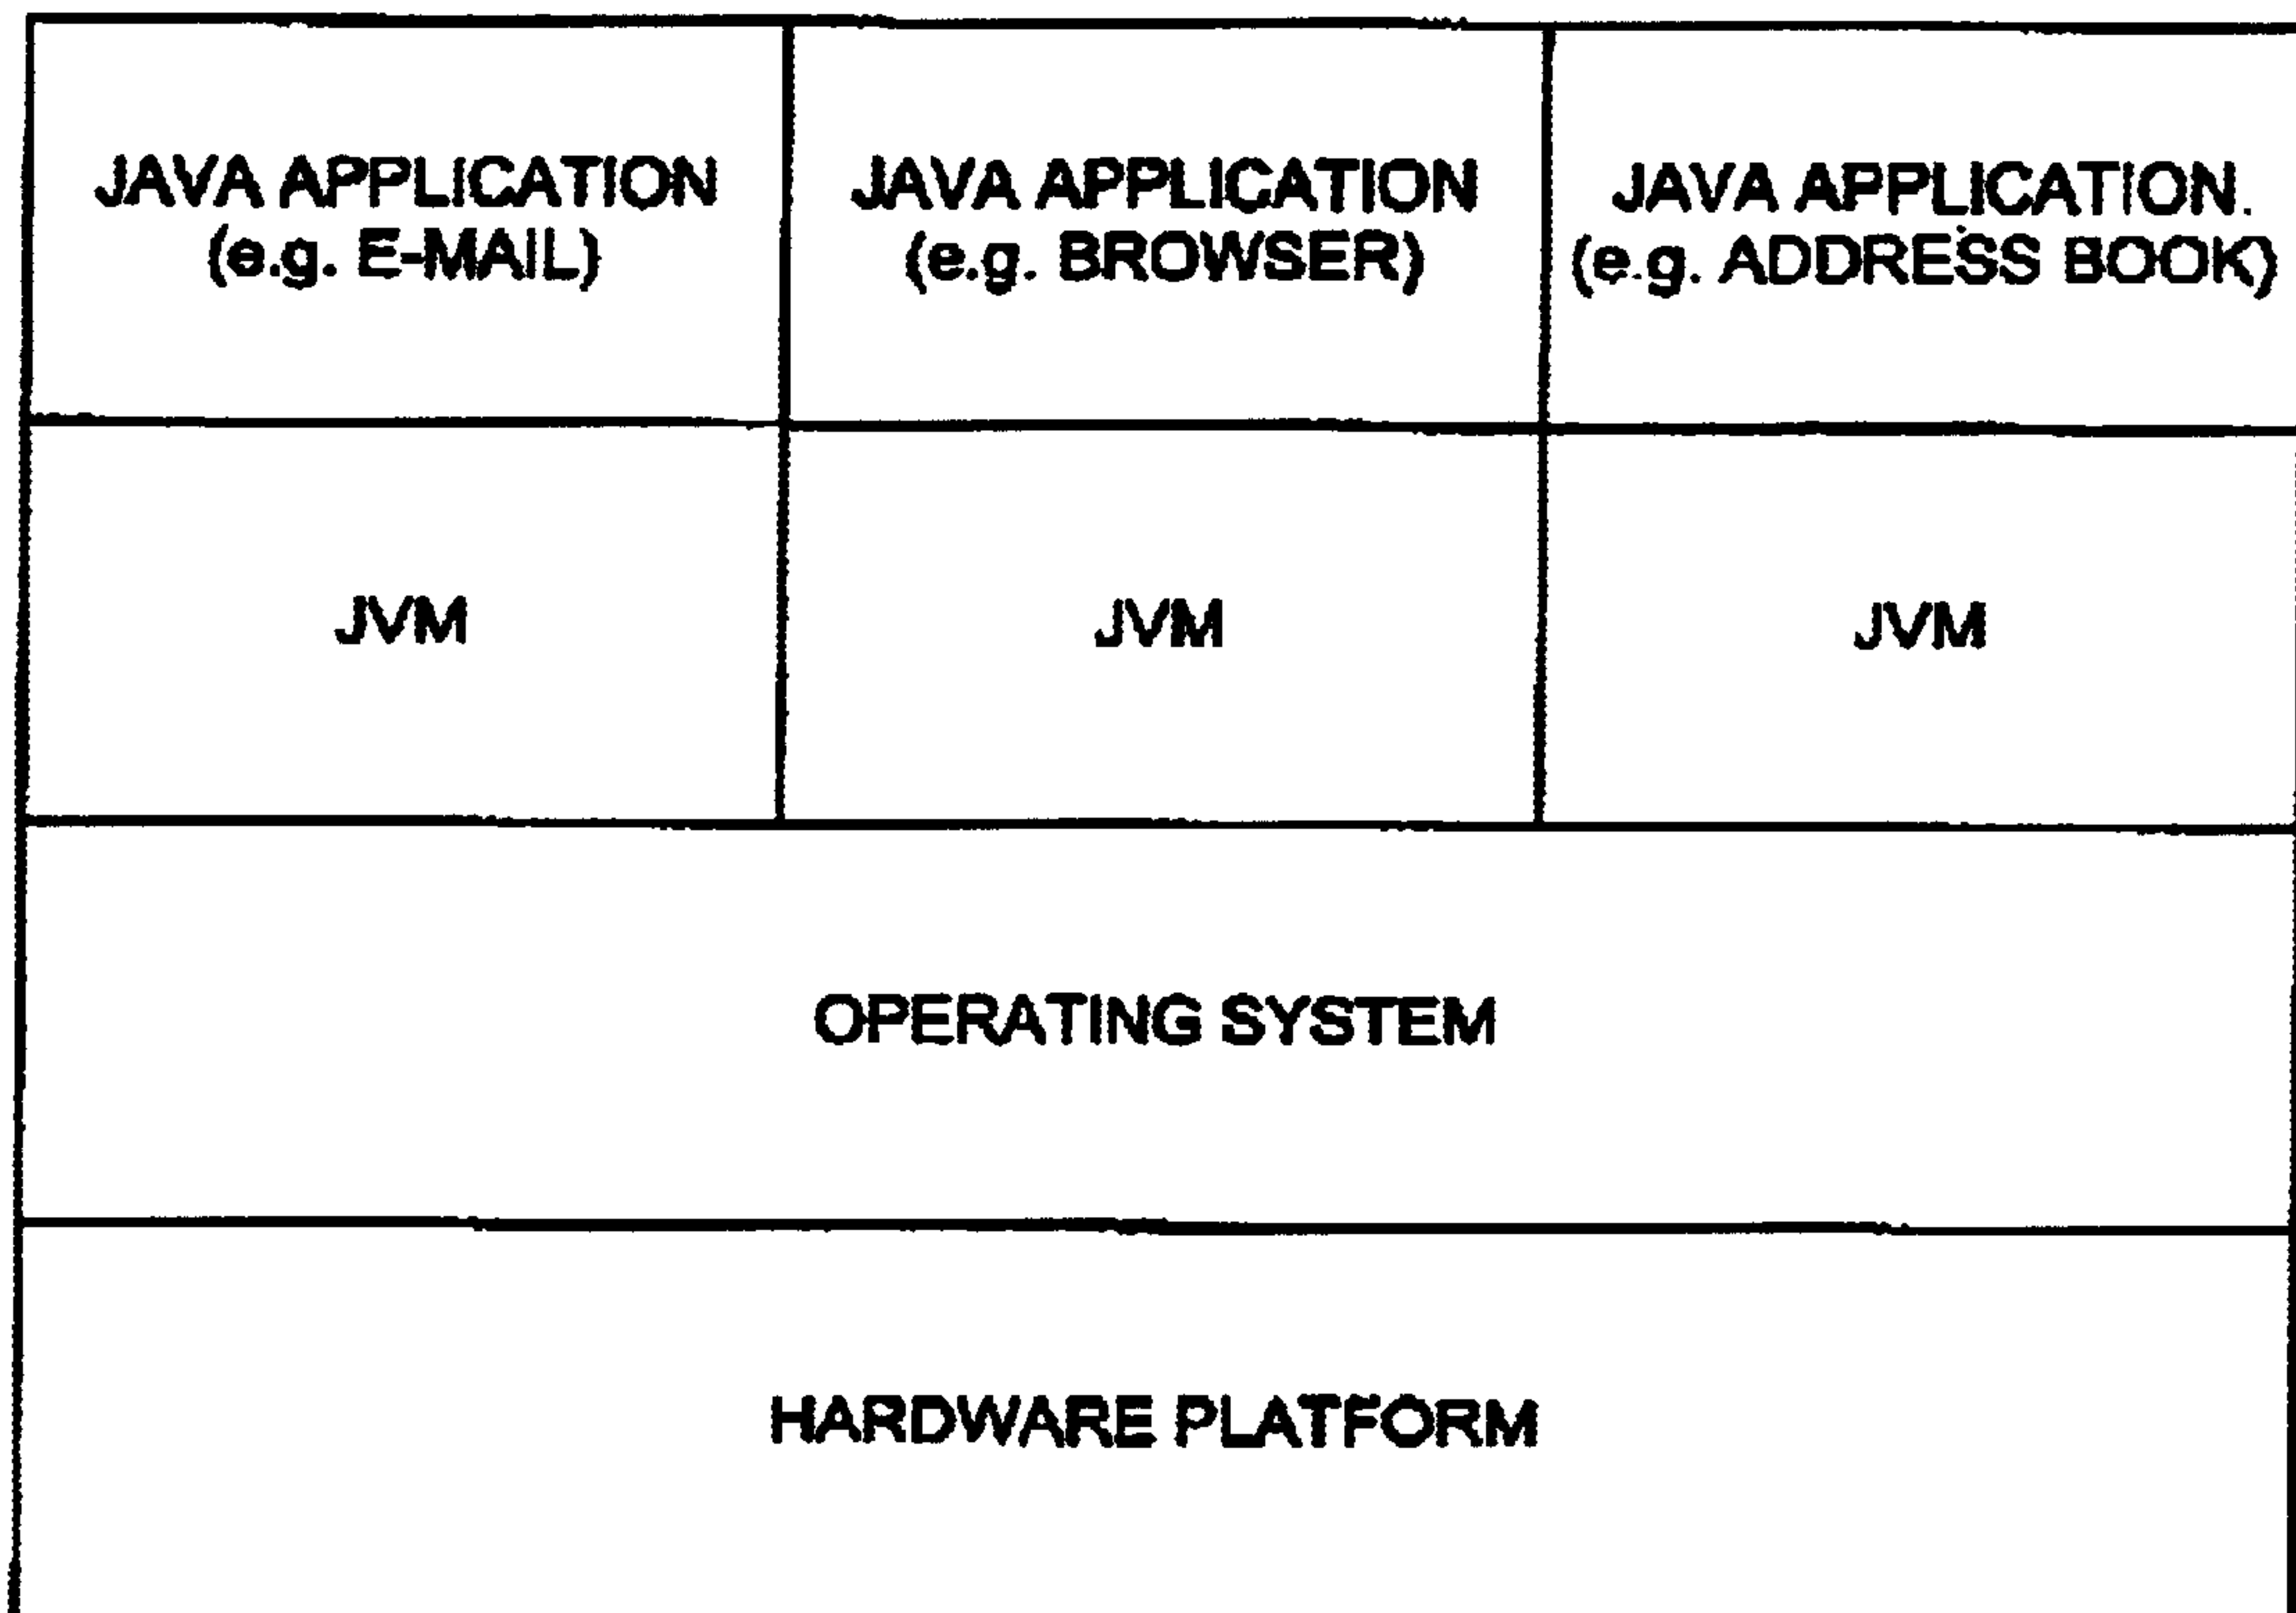 JAVA APPLICATION
(e.g. E-MAIL)
JAVA APPLICATION
(e.g. BROWSER)
JAVA APPLICATION.
(e.g. ADDRESS BOOK)
JVM
JVM
JVM
OPERATING SYSTEM
HARDWARE PLATFORM